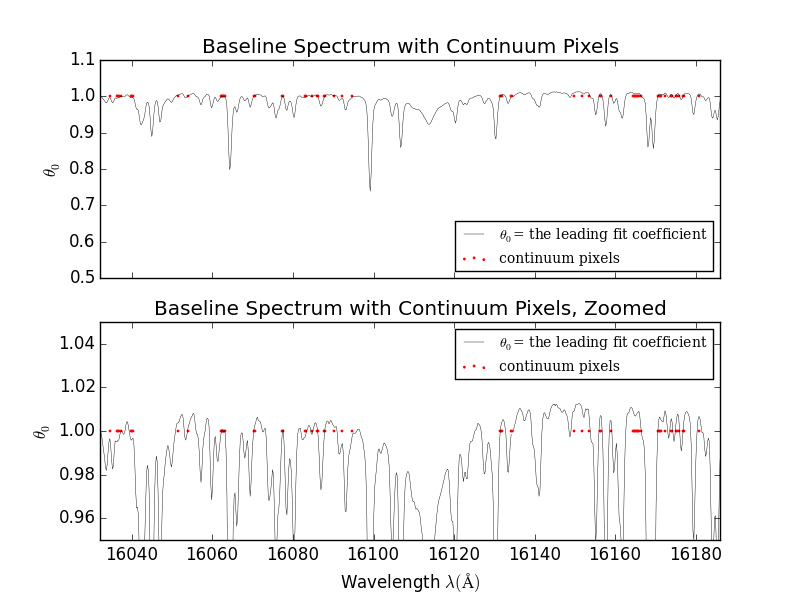 Baseline Spectrum with Continuum Pixels
1.1
1.0
0.9
0.8
0.7
0.6
0.5
θ₀
θ₀ = the leading fit coefficient
continuum pixels
Baseline Spectrum with Continuum Pixels, Zoomed
1.04
1.02
1.00
0.98
0.96
θ₀
θ₀ = the leading fit coefficient
continuum pixels
16040 16060 16080 16100 16120 16140 16160 16180
Wavelength λ(Å)